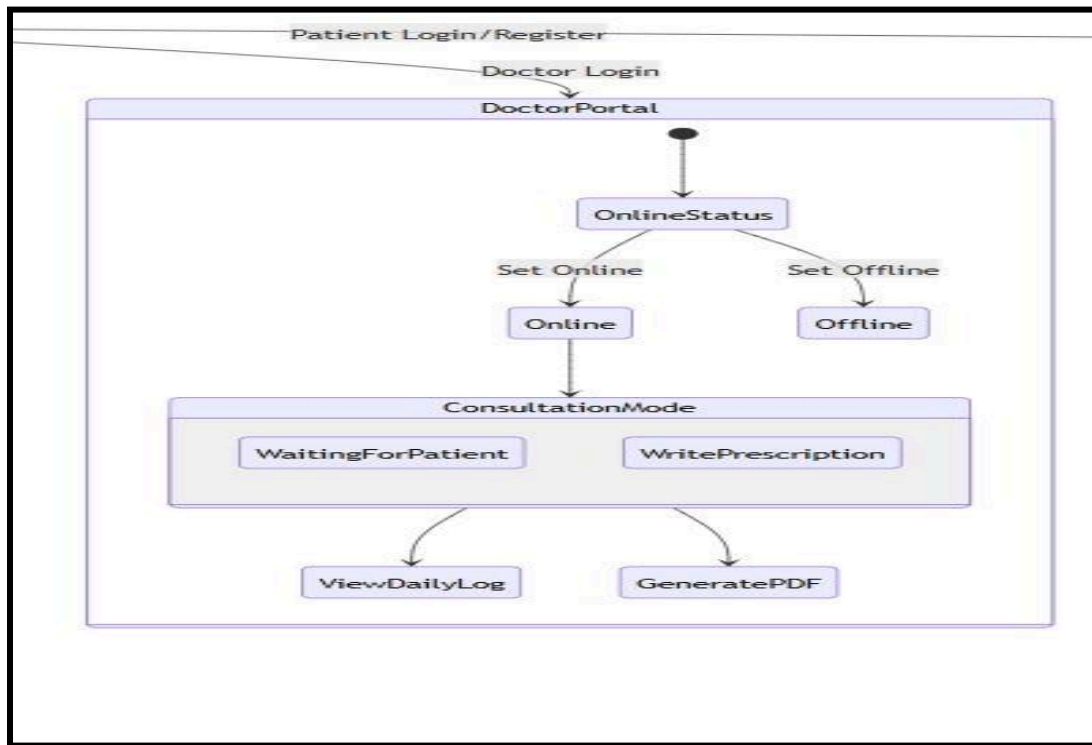 Patient Login/Register
Doctor Login
DoctorPortal
OnlineStatus
Set Online
Set Offline
Online
Offline
ConsultationMode
WaitingForPatient
WritePrescription
ViewDailyLog
GeneratePDF